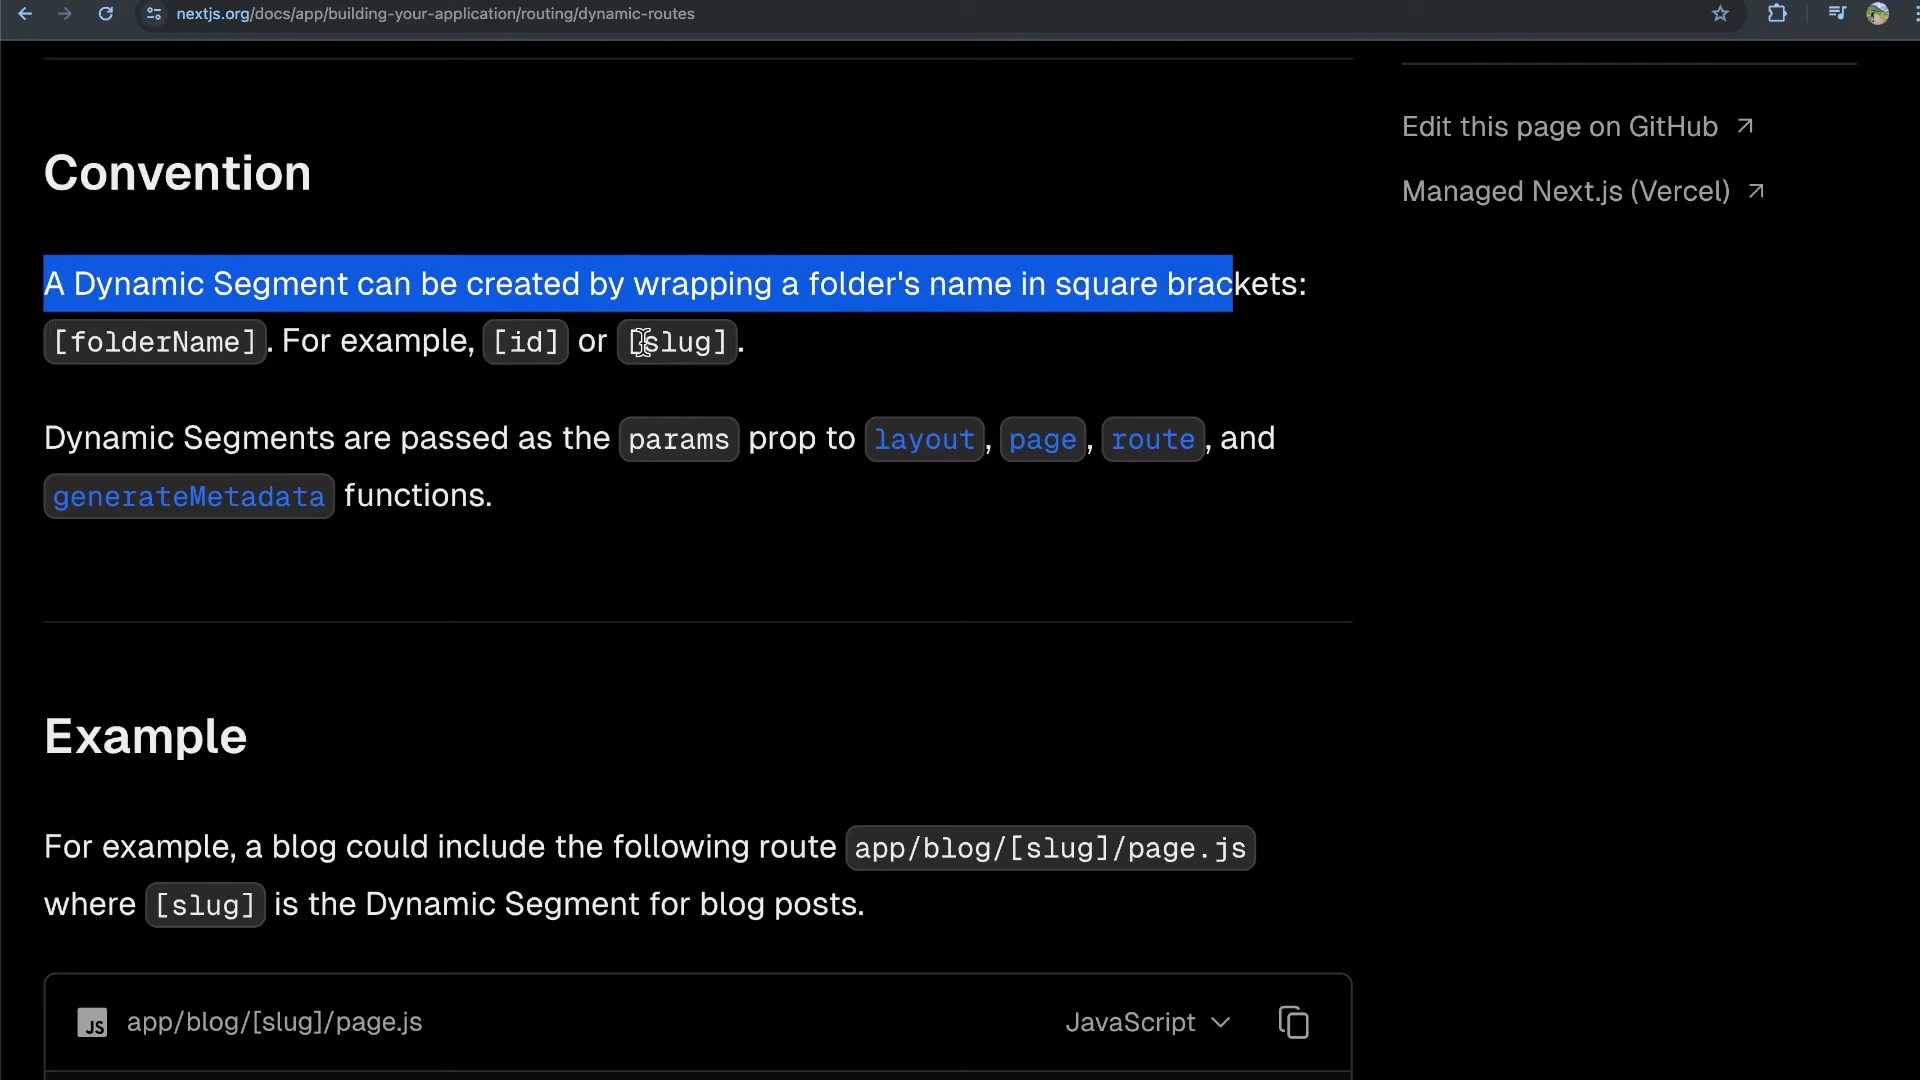 nextjs.org/docs/app/building-your-application/routing/dynamic-routes
Edit this page on GitHub
Managed Next.js (Vercel)
Convention
A Dynamic Segment can be created by wrapping a folder's name in square brackets:
[folderName]. For example, [id] or [slug].
Dynamic Segments are passed as the params prop to layout, page, route, and
generateMetadata functions.
Example
For example, a blog could include the following route app/blog/[slug]/page.js
where [slug] is the Dynamic Segment for blog posts.
JS app/blog/[slug]/page.js JavaScript